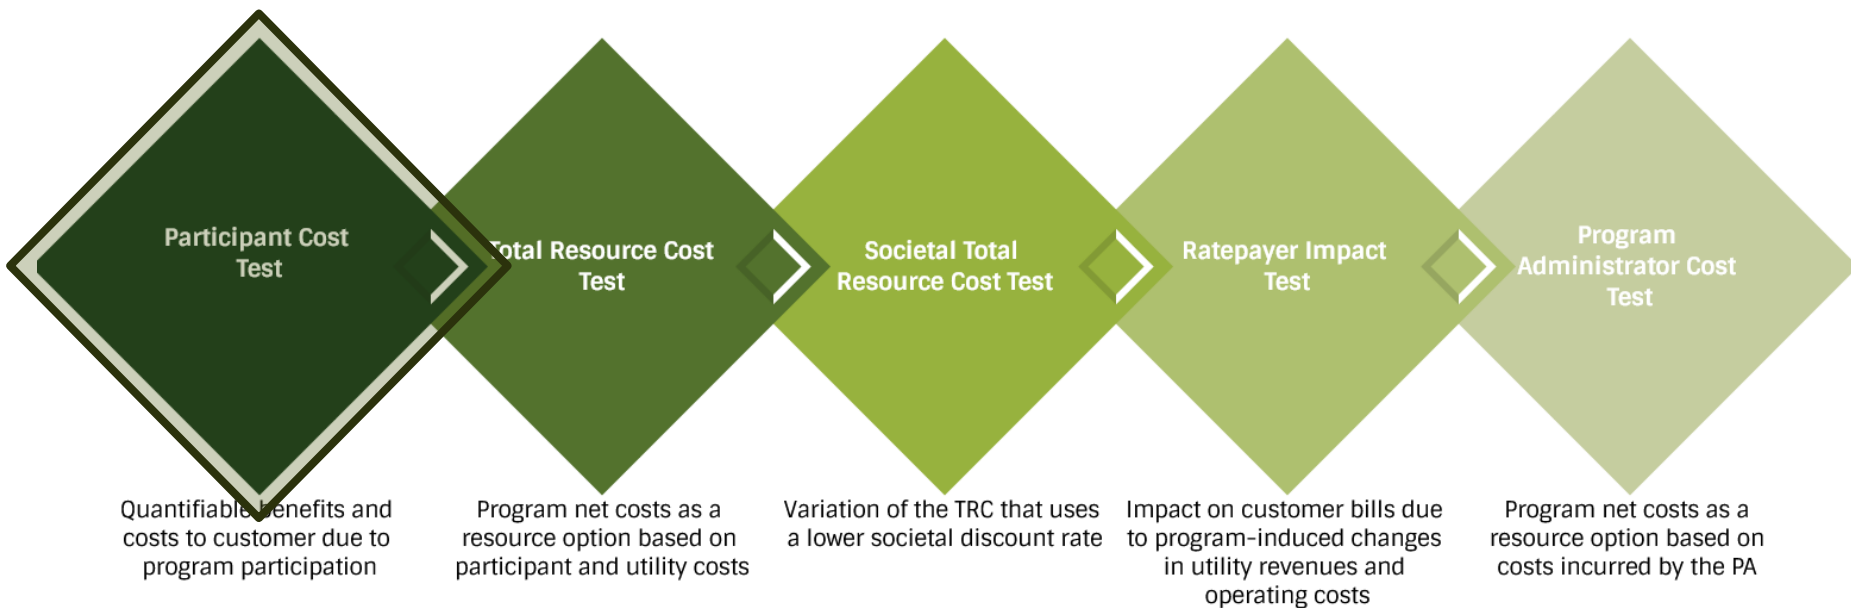 Participant Cost
Test
Total Resource Cost
Test
Societal Total
Resource Cost Test
Ratepayer Impact
Test
Program
Administrator Cost
Test
Quantifiable benefits and
costs to customer due to
program participation
Program net costs as a
resource option based on
participant and utility costs
Variation of the TRC that uses
a lower societal discount rate
Impact on customer bills due
to program-induced changes
in utility revenues and
operating costs
Program net costs as a
resource option based on
costs incurred by the PA